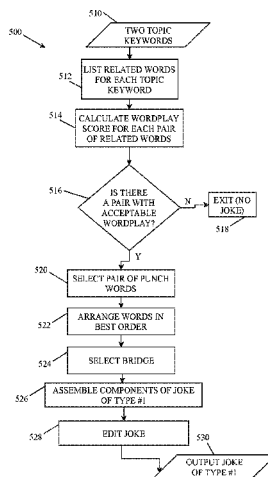 510
500
TWO TOPIC
KEYWORDS
LIST RELATED WORDS
FOR EACH TOPIC
KEYWORD
512
514
CALCULATE WORDPLAY
SCORE FOR EACH PAIR
OF RELATED WORDS
516
IS THERE
A PAIR WITH
ACCEPTABLE
WORDPLAY?
N
EXIT (NO
JOKE)
518
Y
520
SELECT PAIR OF PUNCH
WORDS
522
ARRANGE WORDS IN
BEST ORDER
524
SELECT BRIDGE
526
ASSEMBLE COMPONENTS OF JOKE
OF TYPE #1
528
EDIT JOKE
530
OUTPUT JOKE
OF TYPE #1